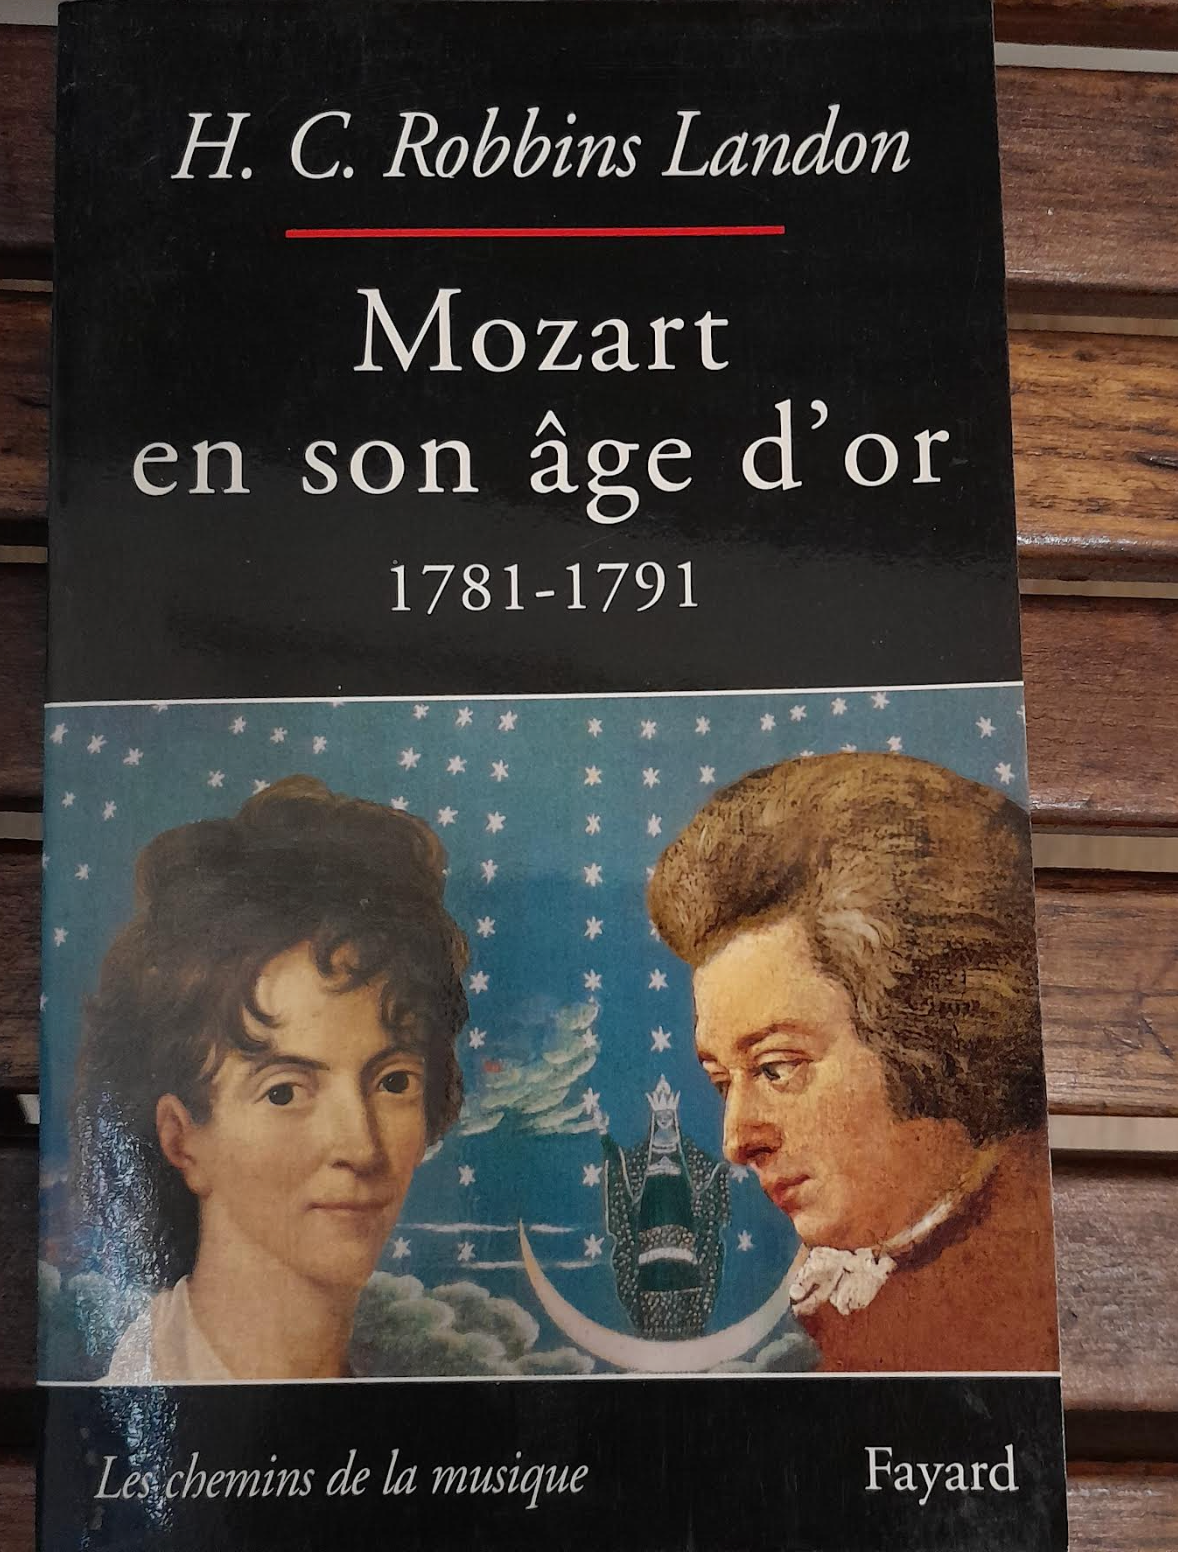 H. C. Robbins Landon
Mozart
en son âge d'or
1781-1791
Les chemins de la musique
Fayard